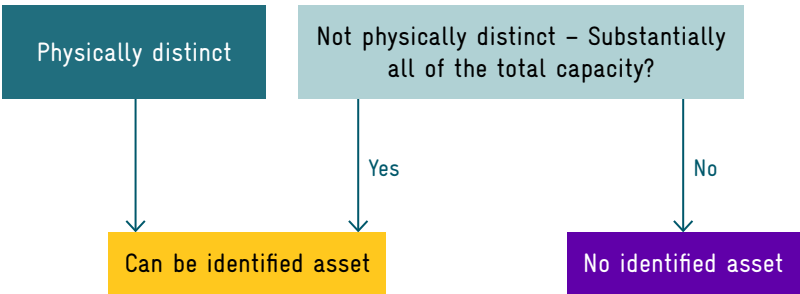 Physically distinct
Not physically distinct – Substantially
all of the total capacity?
Yes
No
Can be identified asset
No identified asset